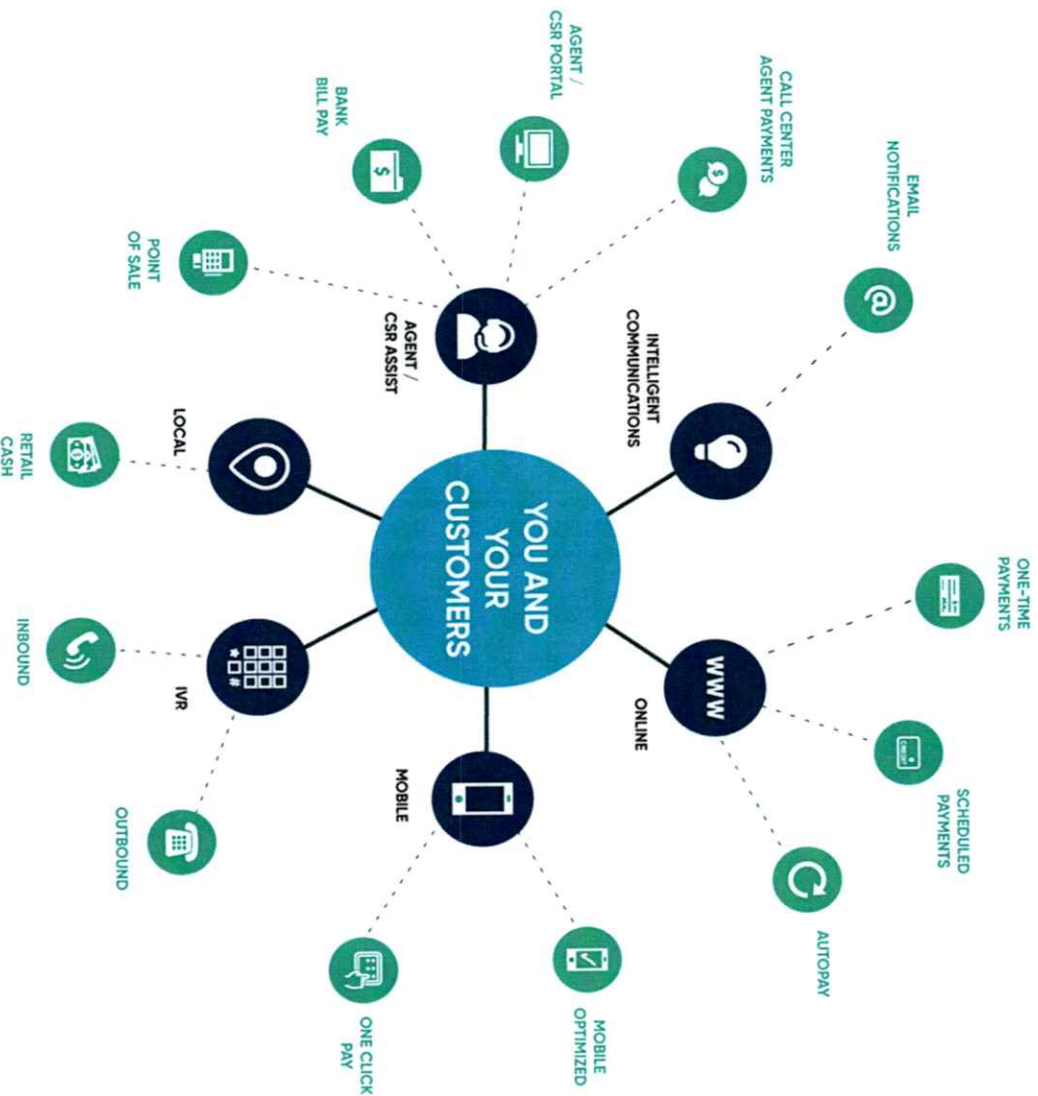 YOU AND
YOUR
CUSTOMERS
INTELLIGENT
COMMUNICATIONS
EMAIL
NOTIFICATIONS
ONLINE
WWW
ONE-TIME
PAYMENTS
SCHEDULED
PAYMENTS
CREDIT
AUTOPAY
MOBILE
MOBILE
OPTIMIZED
ONE CLICK
PAY
IVR
* #
OUTBOUND
INBOUND
LOCAL
RETAIL
CASH
AGENT /
CSR ASSIST
POINT
OF SALE
BANK
BILL PAY
$
AGENT /
CSR PORTAL
CALL CENTER
AGENT PAYMENTS
$
@